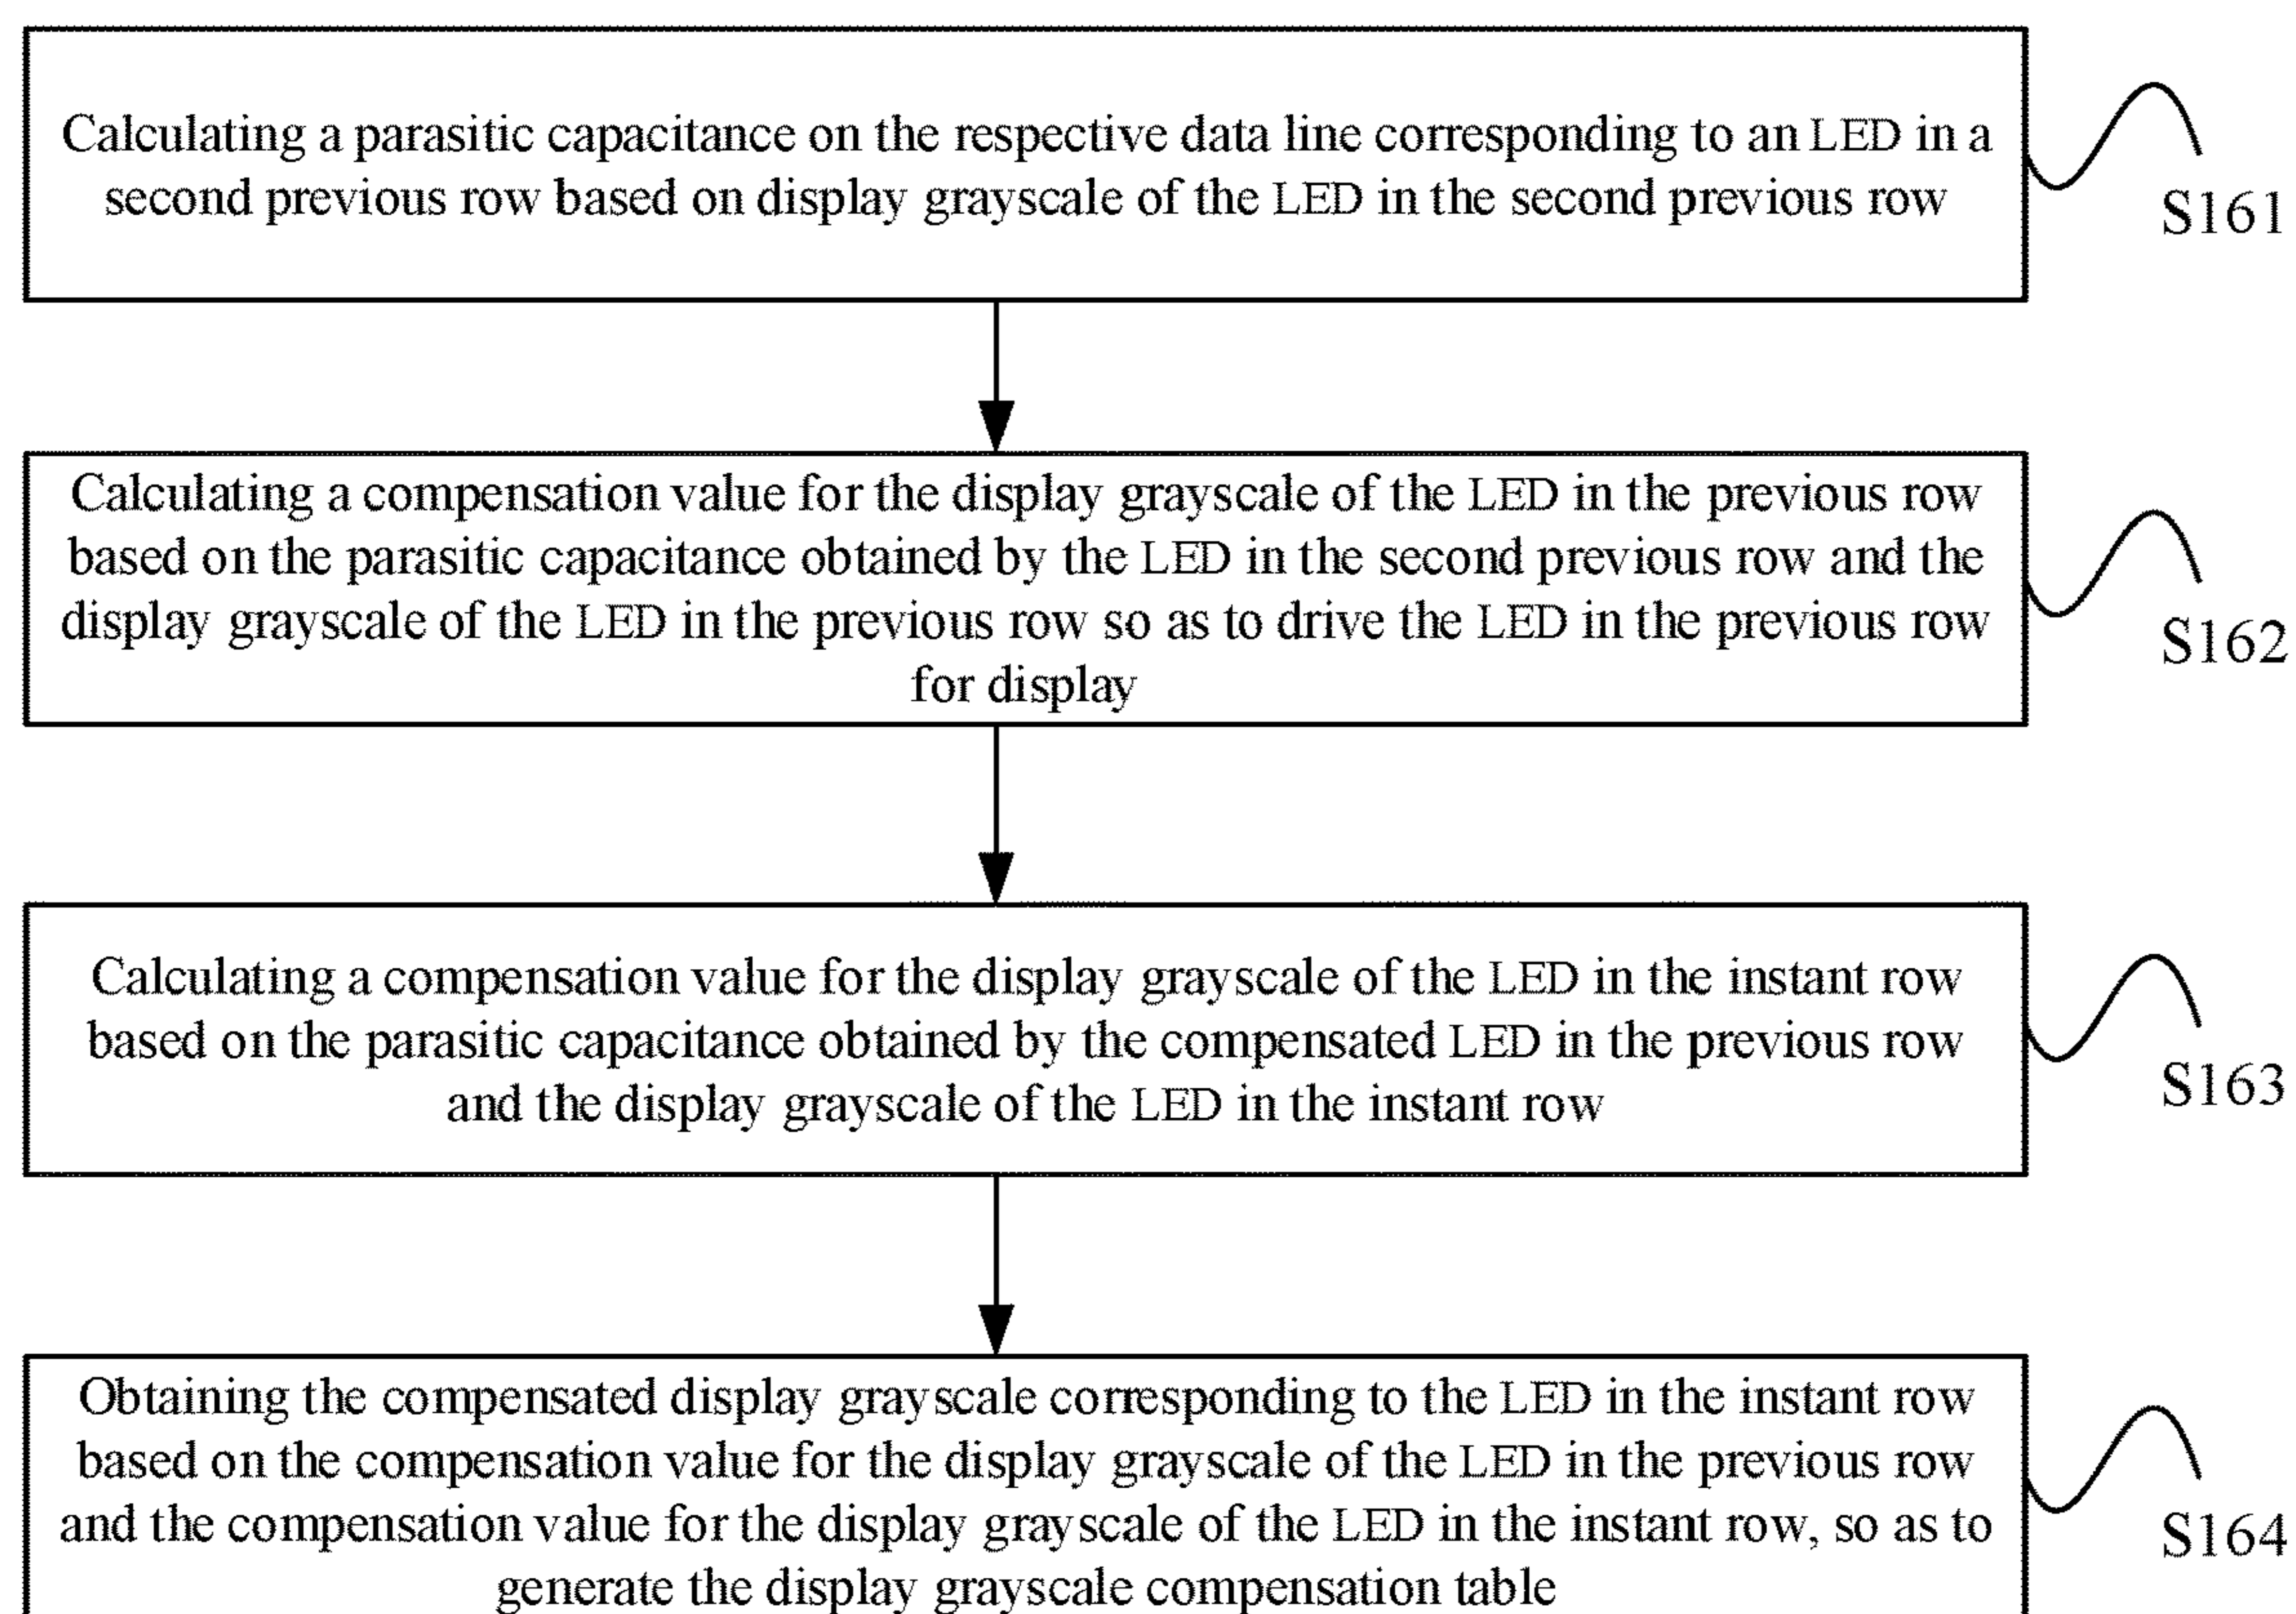 Calculating a parasitic capacitance on the respective data line corresponding to an LED in a
second previous row based on display grayscale of the LED in the second previous row
S161
Calculating a compensation value for the display grayscale of the LED in the previous row
based on the parasitic capacitance obtained by the LED in the second previous row and the
display grayscale of the LED in the previous row so as to drive the LED in the previous row
for display
S162
Calculating a compensation value for the display grayscale of the LED in the instant row
based on the parasitic capacitance obtained by the compensated LED in the previous row
and the display grayscale of the LED in the instant row
S163
Obtaining the compensated display grayscale corresponding to the LED in the instant row
based on the compensation value for the display grayscale of the LED in the previous row
and the compensation value for the display grayscale of the LED in the instant row, so as to
generate the display grayscale compensation table
S164